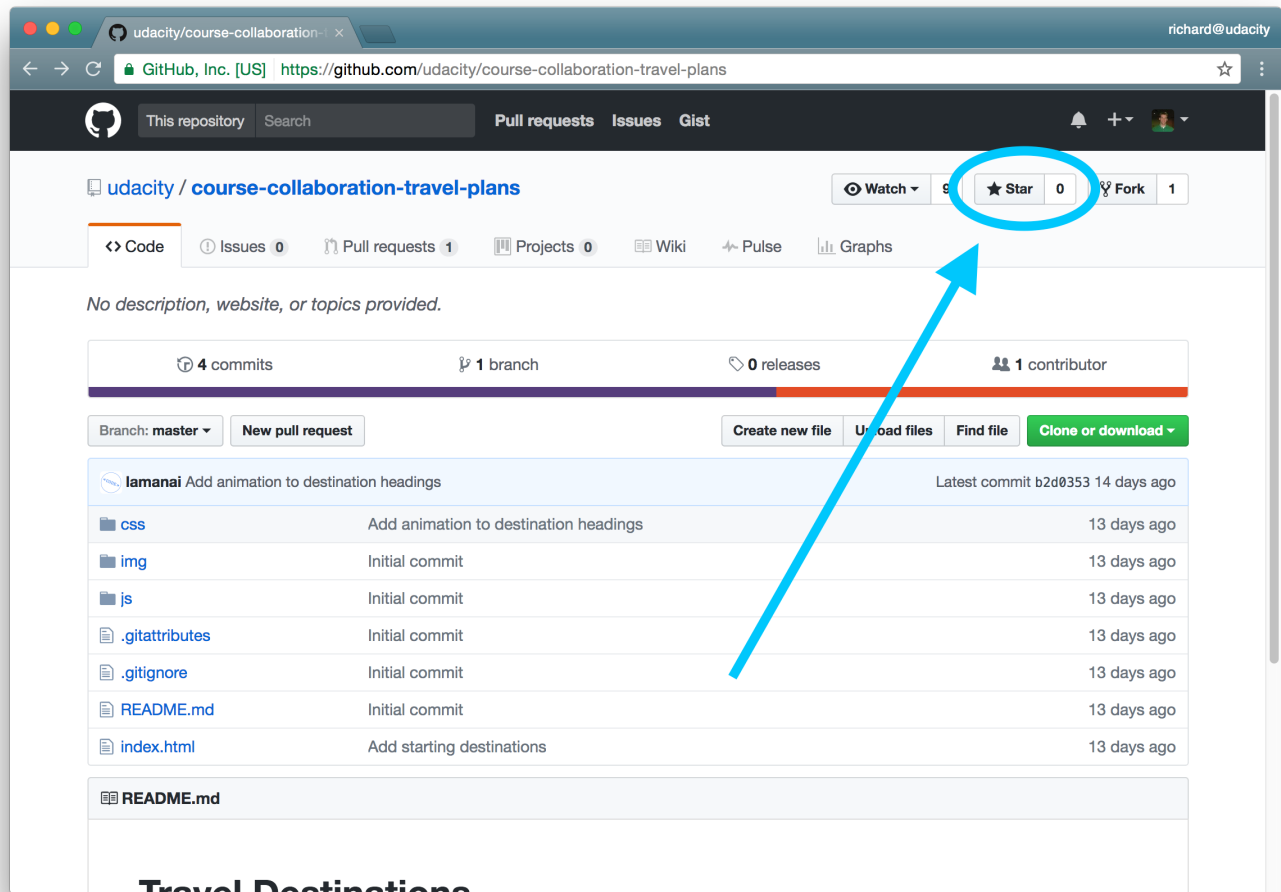 udacity/course-collaboration-t
richard@udacity
GitHub, Inc. [US] https://github.com/udacity/course-collaboration-travel-plans
This repository Search Pull requests Issues Gist
udacity / course-collaboration-travel-plans
Watch 9 Star 0 Fork 1
Code Issues 0 Pull requests 1 Projects 0 Wiki Pulse Graphs
No description, website, or topics provided.
4 commits 1 branch 0 releases 1 contributor
Branch: master New pull request Create new file Upload files Find file Clone or download
lamanai Add animation to destination headings Latest commit b2d0353 14 days ago
css Add animation to destination headings 13 days ago
img Initial commit 13 days ago
js Initial commit 13 days ago
.gitattributes Initial commit 13 days ago
.gitignore Initial commit 13 days ago
README.md Initial commit 13 days ago
index.html Add starting destinations 13 days ago
README.md
Travel Destinations